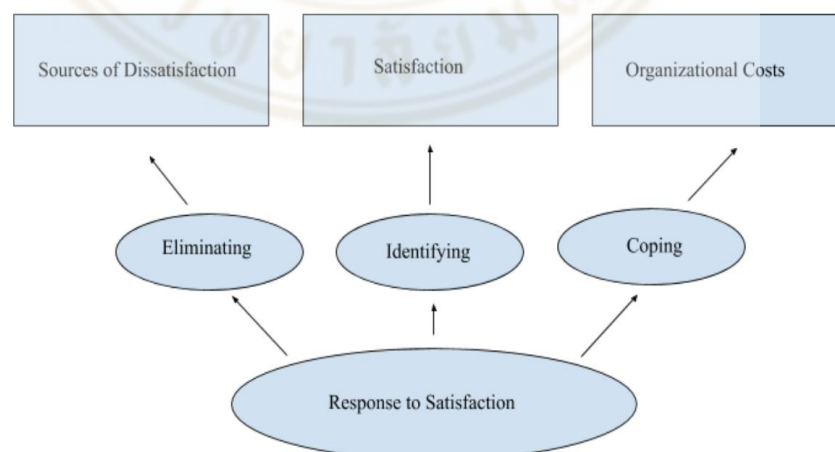 Sources of Dissatisfaction
Satisfaction
Organizational Costs
Eliminating
Identifying
Coping
Response to Satisfaction